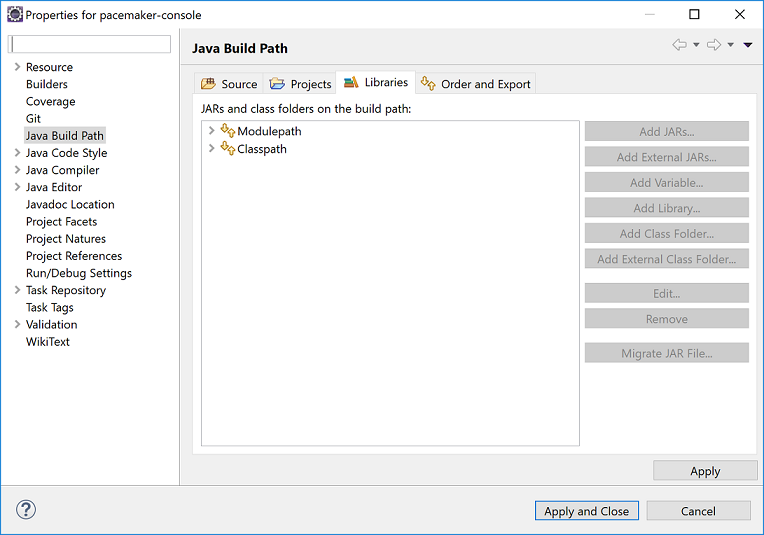 Properties for pacemaker-console
Resource
Builders
Coverage
Git
Java Build Path
Java Code Style
Java Compiler
Java Editor
Javadoc Location
Project Facets
Project Natures
Project References
Run/Debug Settings
Task Repository
Task Tags
Validation
WikiText
Java Build Path
Source
Projects
Libraries
Order and Export
JARs and class folders on the build path:
Modulepath
Classpath
Add JARs...
Add External JARs...
Add Variable...
Add Library...
Add Class Folder...
Add External Class Folder...
Edit...
Remove
Migrate JAR File...
Apply
?
Apply and Close
Cancel